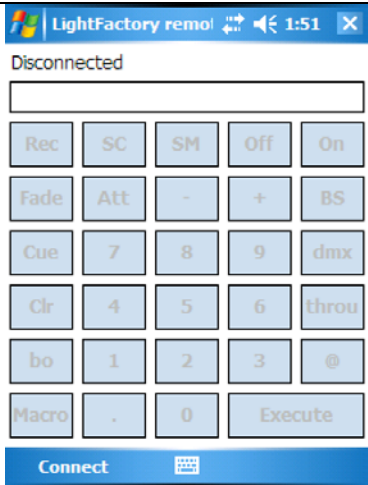 LightFactory remot 1:51
Disconnected
Rec SC SM Off On
Fade Att - + BS
Cue 7 8 9 dmx
Clr 4 5 6 throu
bo 1 2 3 @
Macro . 0 Execute
Connect